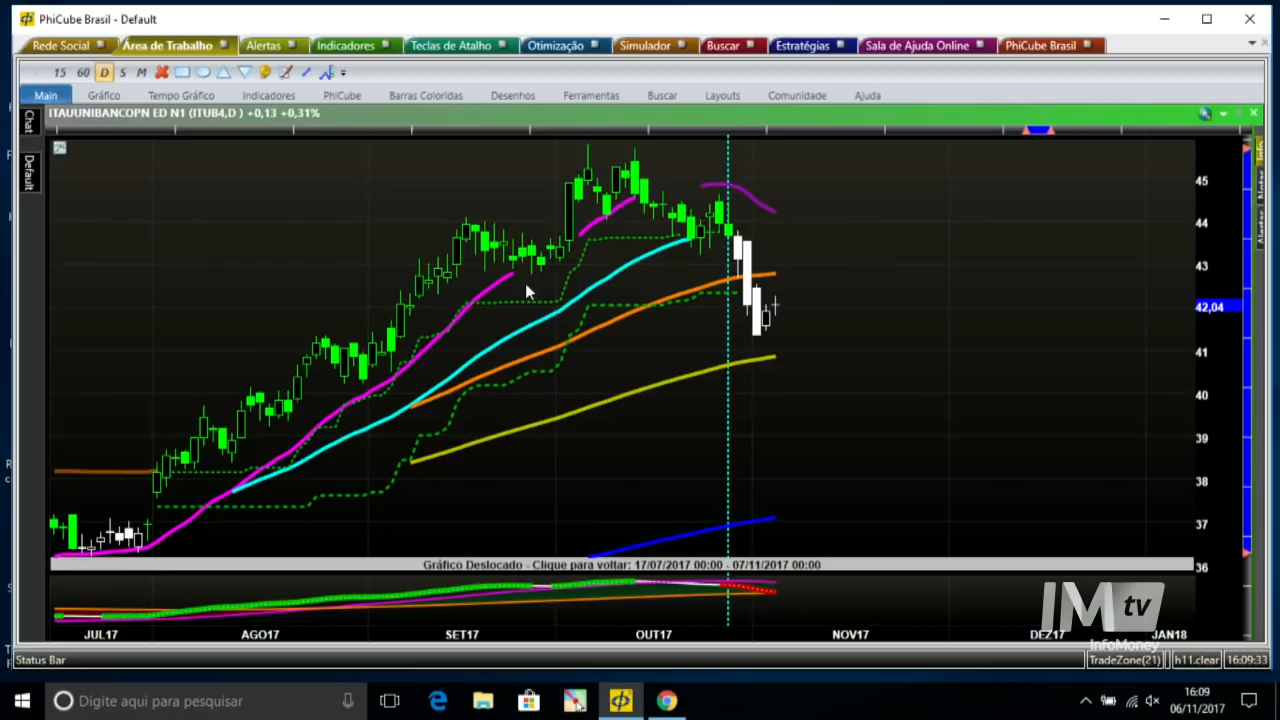 PhiCube Brasil - Default
Rede Social
Área de Trabalho
Alertas
Indicadores
Teclas de Atalho
Otimização
Simulador
Buscar
Estratégias
Sala de Ajuda Online
PhiCube Brasil
15 60 D S M
Main
Gráfico
Tempo Gráfico
Indicadores
PhiCube
Barras Coloridas
Desenhos
Ferramentas
Buscar
Layouts
Comunidade
Ajuda
Chat
ITAUUNIBANCOPN ED N1 (ITUB4,D ) +0,13 +0,31%
Default
45
44
43
42,04
41
40
39
38
37
36
Gráfico Deslocado - Clique para voltar: 17/07/2017 00:00 - 07/11/2017 00:00
IM tv
InfoMoney
JUL17
AGO17
SET17
OUT17
NOV17
DEZ17
JAN18
Status Bar
TradeZone(21)
h11.clear
16:09:33
Digite aqui para pesquisar
16:09
06/11/2017